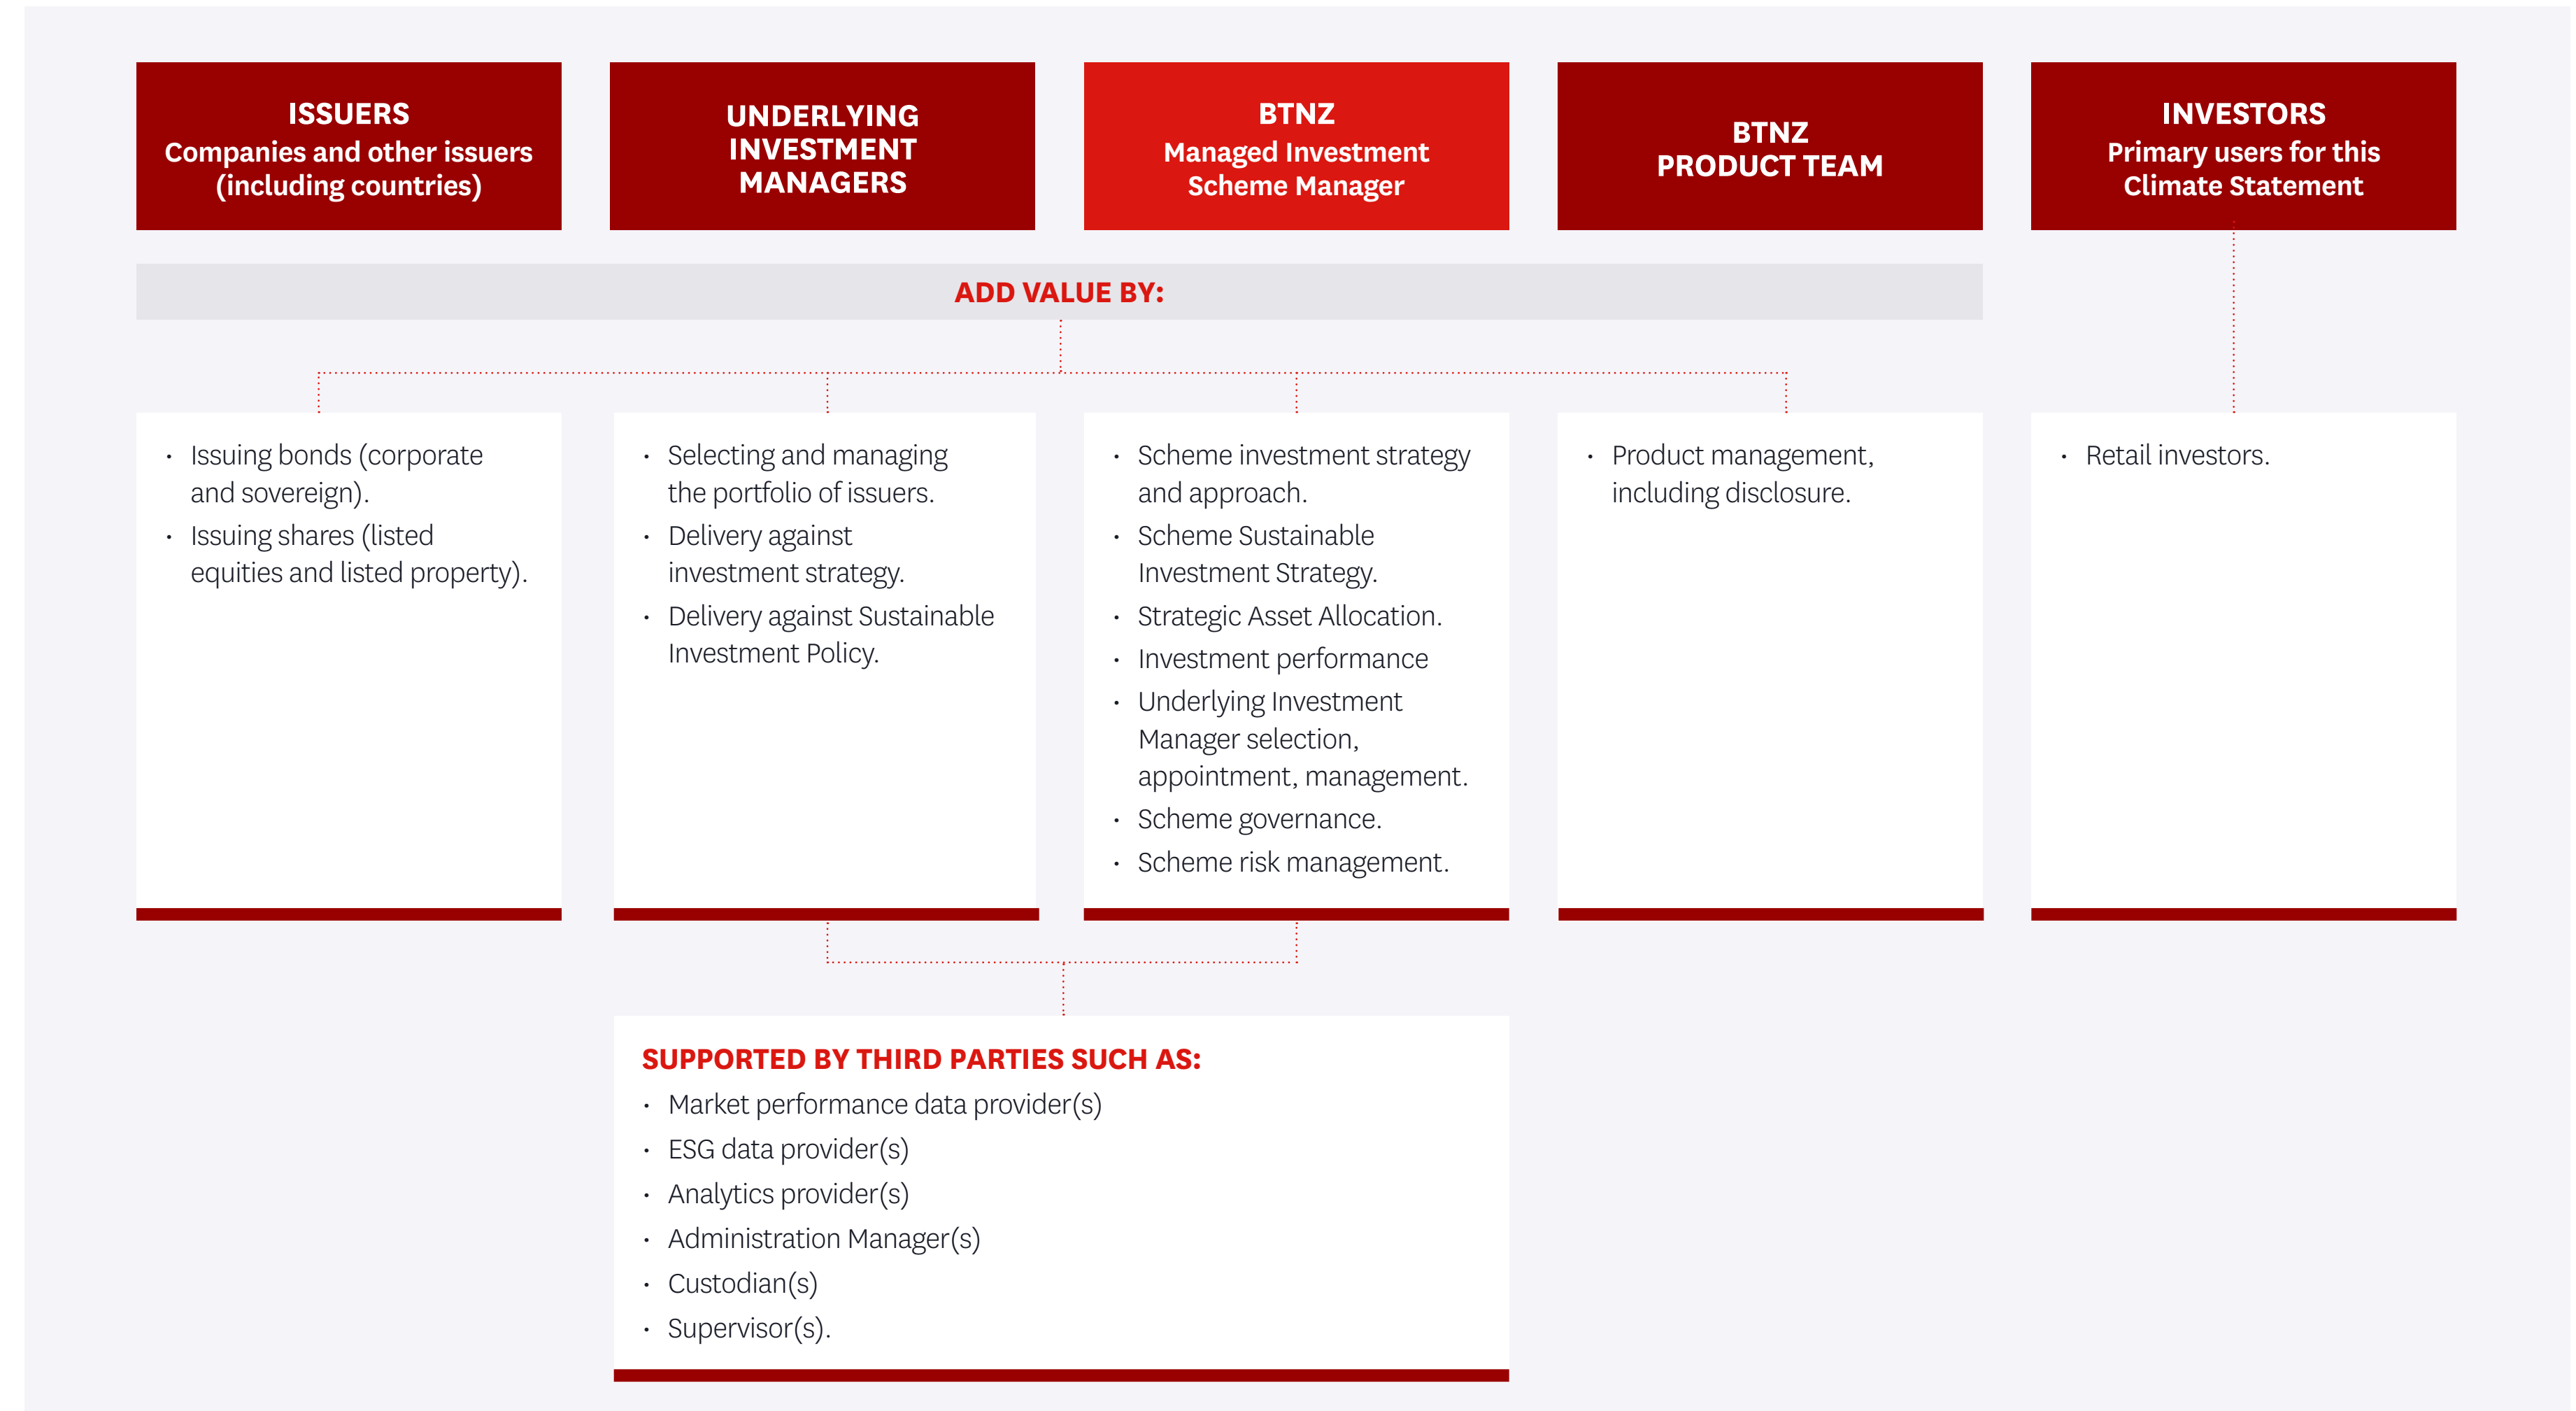 ISSUERS
Companies and other issuers
(including countries)
UNDERLYING
INVESTMENT
MANAGERS
BTNZ
Managed Investment
Scheme Manager
BTNZ
PRODUCT TEAM
INVESTORS
Primary users for this
Climate Statement
ADD VALUE BY:
• Issuing bonds (corporate
and sovereign).
• Issuing shares (listed
equities and listed property).
• Selecting and managing
the portfolio of issuers.
• Delivery against
investment strategy.
• Delivery against Sustainable
Investment Policy.
• Scheme investment strategy
and approach.
• Scheme Sustainable
Investment Strategy.
• Strategic Asset Allocation.
• Investment performance
• Underlying Investment
Manager selection,
appointment, management.
• Scheme governance.
• Scheme risk management.
• Product management,
including disclosure.
• Retail investors.
SUPPORTED BY THIRD PARTIES SUCH AS:
• Market performance data provider(s)
• ESG data provider(s)
• Analytics provider(s)
• Administration Manager(s)
• Custodian(s)
• Supervisor(s).